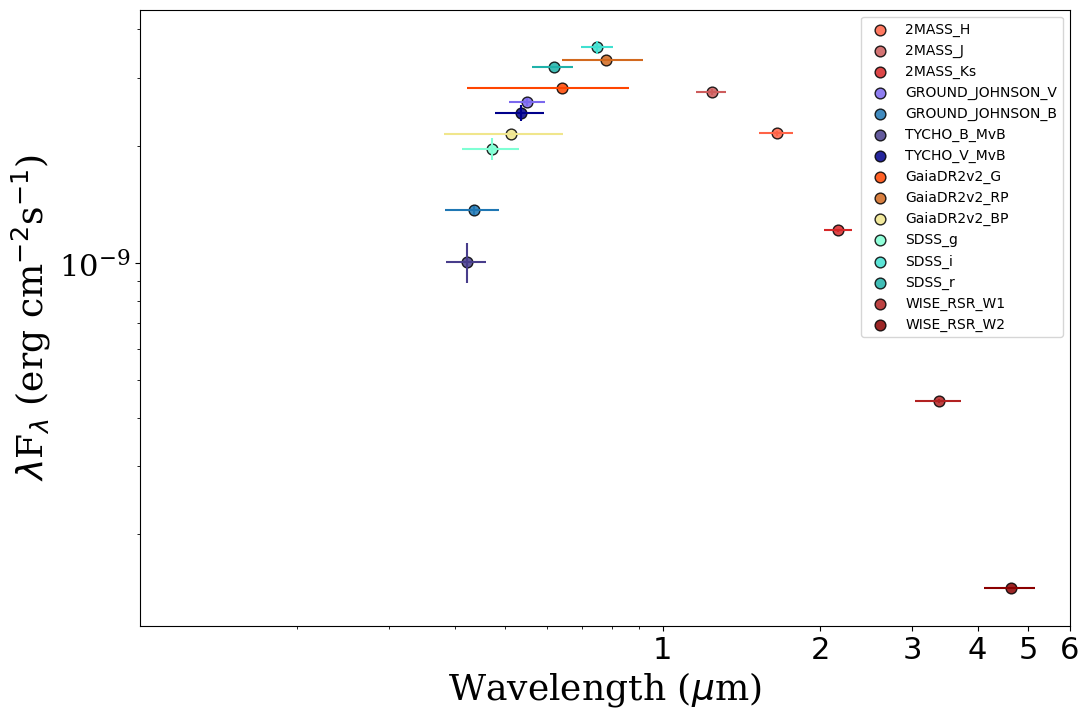 2MASS_H
2MASS_J
2MASS_Ks
GROUND_JOHNSON_V
GROUND_JOHNSON_B
TYCHO_B_MvB
TYCHO_V_MvB
GaiaDR2v2_G
GaiaDR2v2_RP
GaiaDR2v2_BP
SDSS_g
SDSS_i
SDSS_r
WISE_RSR_W1
WISE_RSR_W2
λF_λ (erg cm⁻²s⁻¹)
10⁻⁹
1 2 3 4 5 6
Wavelength (μm)